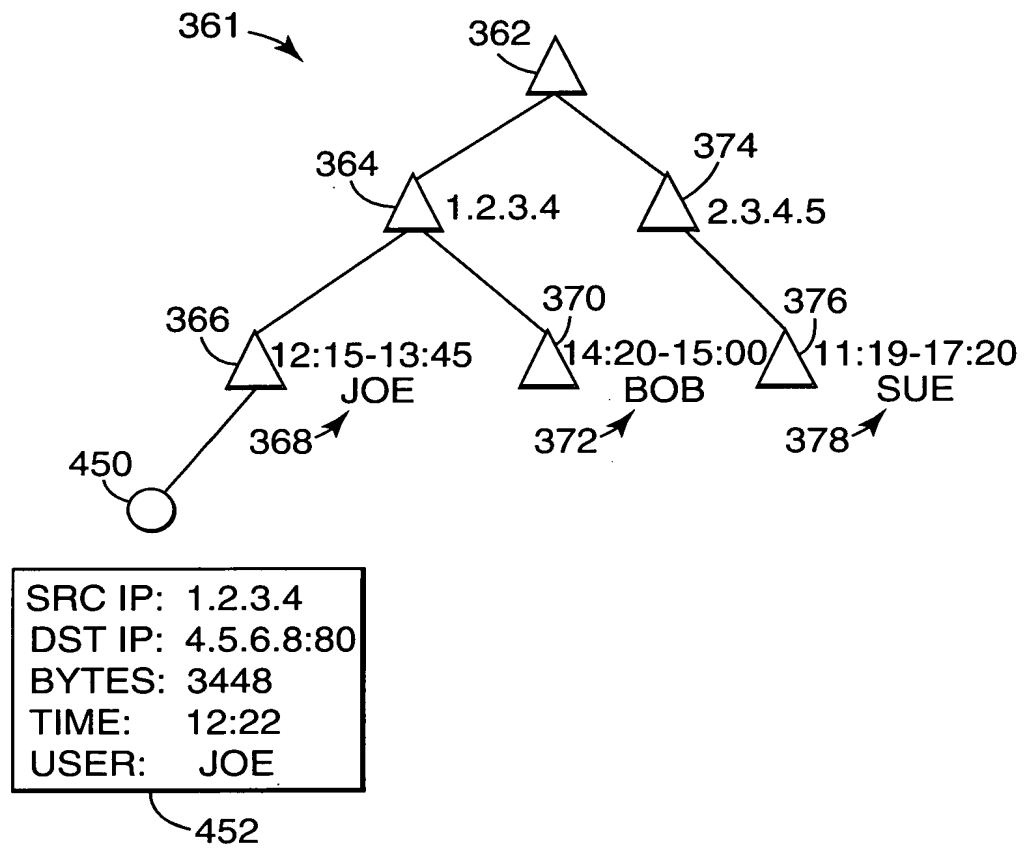 361
362
364
1.2.3.4
374
2.3.4.5
366
12:15-13:45
JOE
368
370
14:20-15:00
BOB
372
376
11:19-17:20
SUE
378
450
SRC IP: 1.2.3.4
DST IP: 4.5.6.8:80
BYTES: 3448
TIME: 12:22
USER: JOE
452